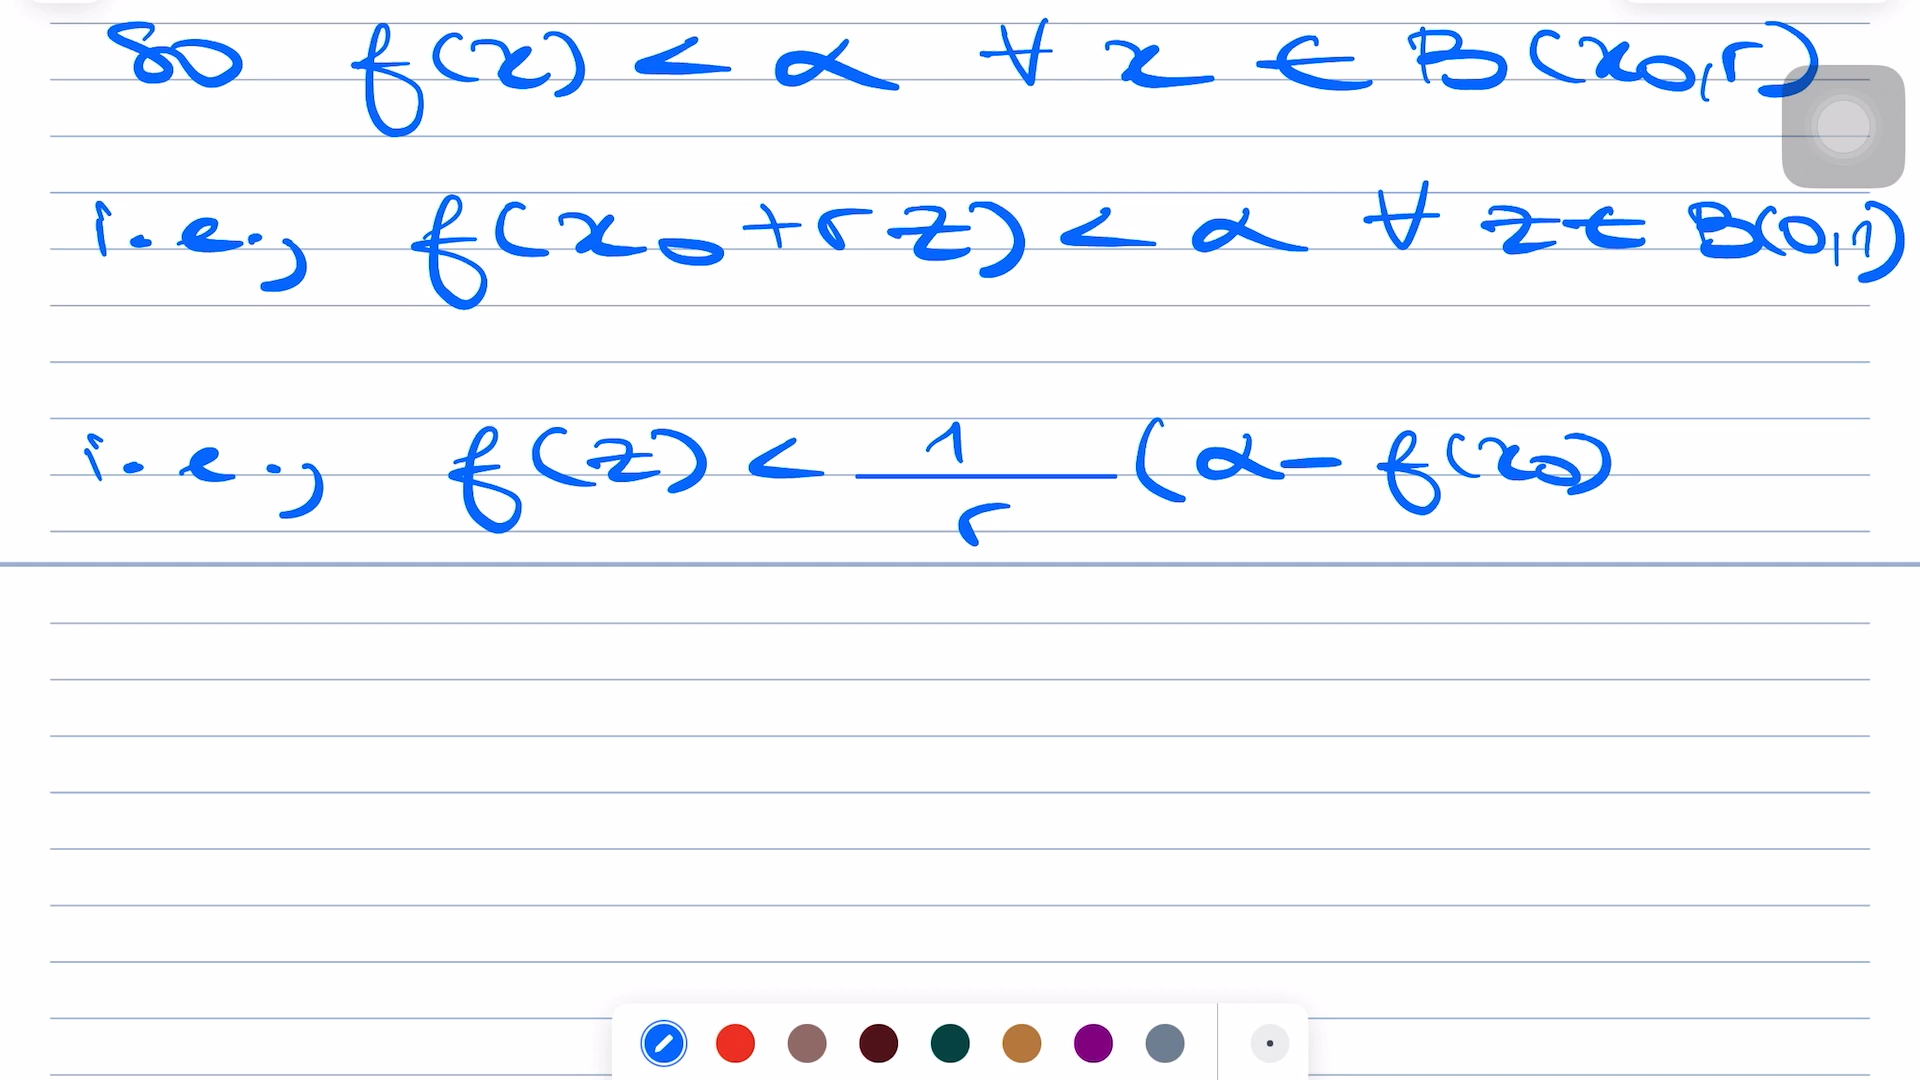 so f(x) < α ∀ x ∈ B(x₀,r)
i.e., f(x₀+rz) < α ∀ z ∈ B(0,1)
i.e., f(z) < 1/r (α - f(x₀)